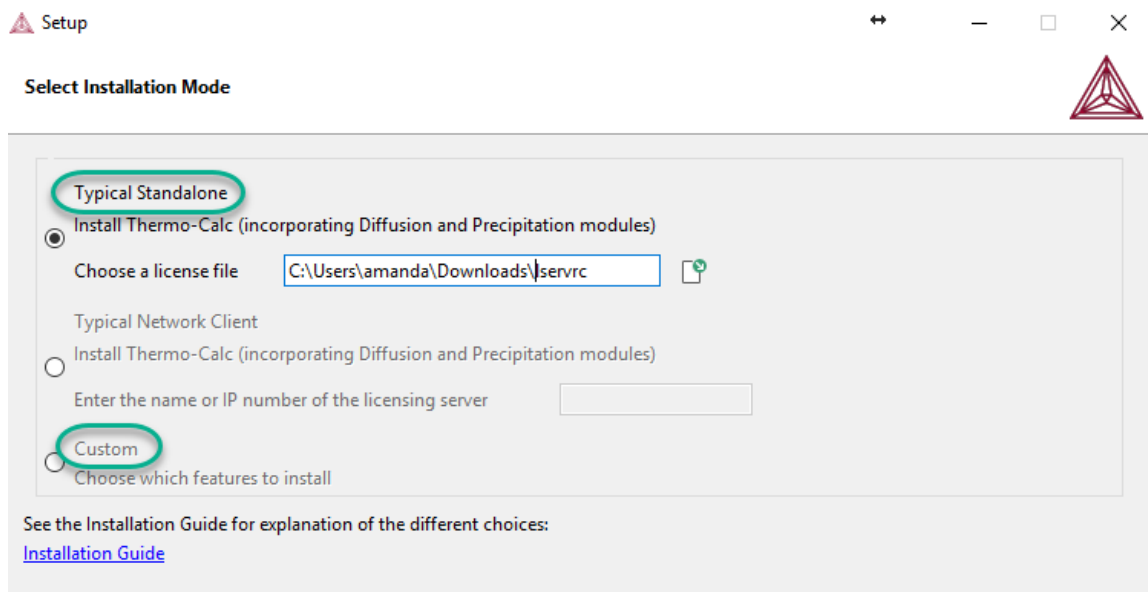 Setup
Select Installation Mode
Typical Standalone
Install Thermo-Calc (incorporating Diffusion and Precipitation modules)
Choose a license file C:\Users\amanda\Downloads\lservrc
Typical Network Client
Install Thermo-Calc (incorporating Diffusion and Precipitation modules)
Enter the name or IP number of the licensing server
Custom
Choose which features to install
See the Installation Guide for explanation of the different choices:
Installation Guide